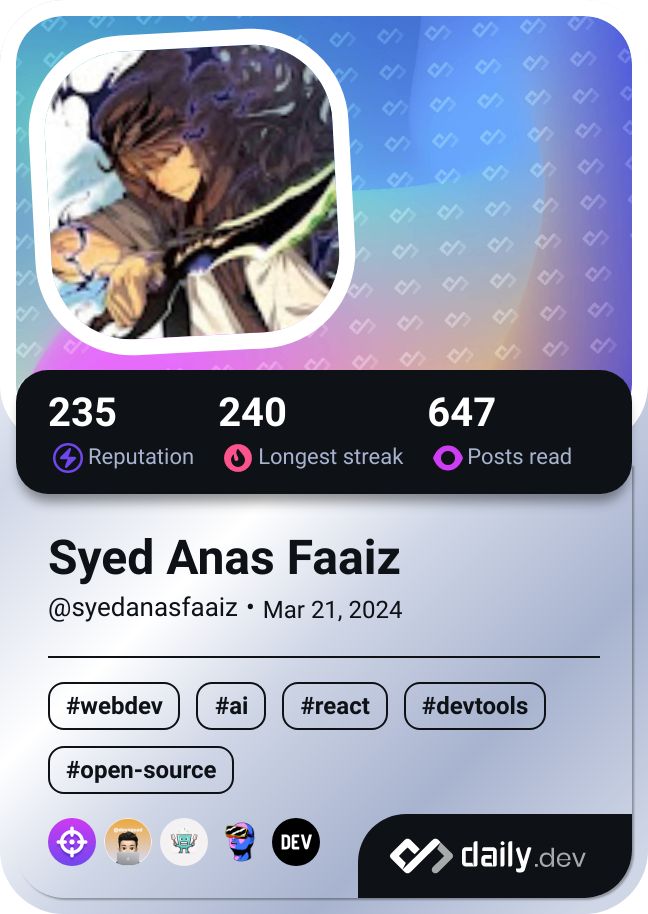 235 240 647
Reputation Longest streak Posts read
Syed Anas Faaiz
@syedanasfaaiz • Mar 21, 2024
#webdev #ai #react #devtools
#open-source
DEV daily.dev